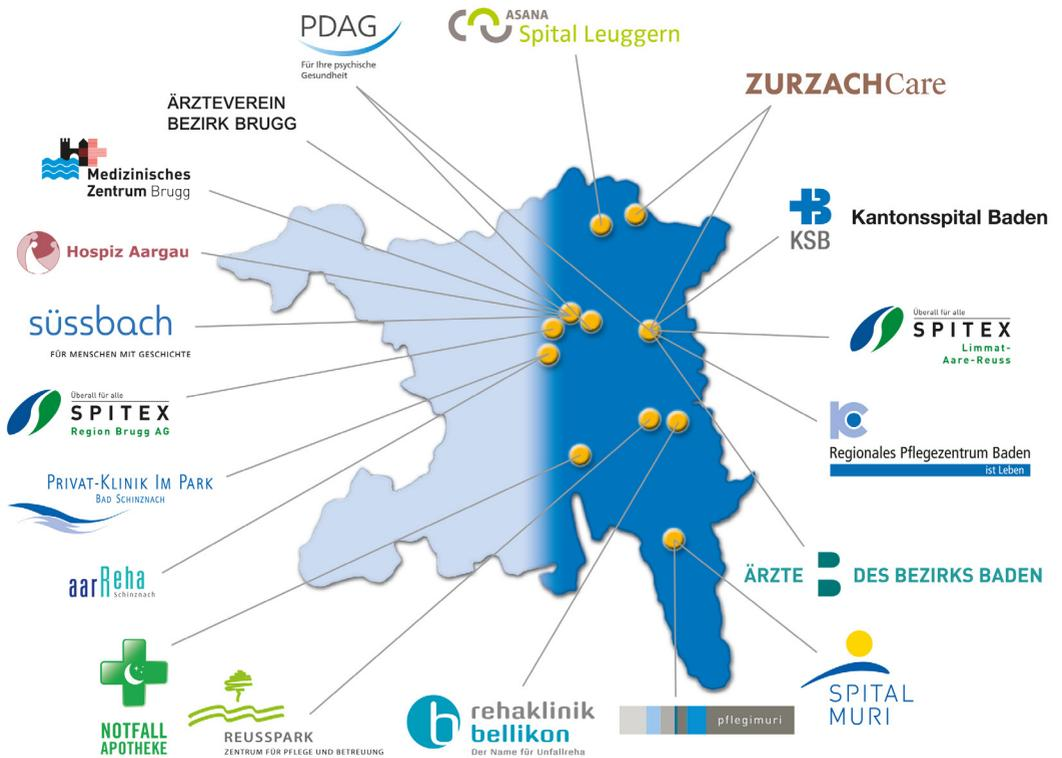 PDAG
Für Ihre psychische
Gesundheit
ASANA
Spital Leuggern
ZURZACHCare
ÄRZTEVEREIN
BEZIRK BRUGG
Medizinisches
Zentrum Brugg
KSB
Kantonsspital Baden
Hospiz Aargau
süssbach
FÜR MENSCHEN MIT GESCHICHTE
Überall für alle
SPITEX
Limmat-
Aare-Reuss
Überall für alle
SPITEX
Region Brugg AG
Regionales Pflegezentrum Baden
ist Leben
PRIVAT-KLINIK IM PARK
BAD SCHINZNACH
aarReha
Schinznach
ÄRZTE DES BEZIRKS BADEN
NOTFALL
APOTHEKE
REUSSPARK
ZENTRUM FÜR PFLEGE UND BETREUUNG
rehaklinik
bellikon
Der Name für Unfallreha
pflegimuri
SPITAL
MURI